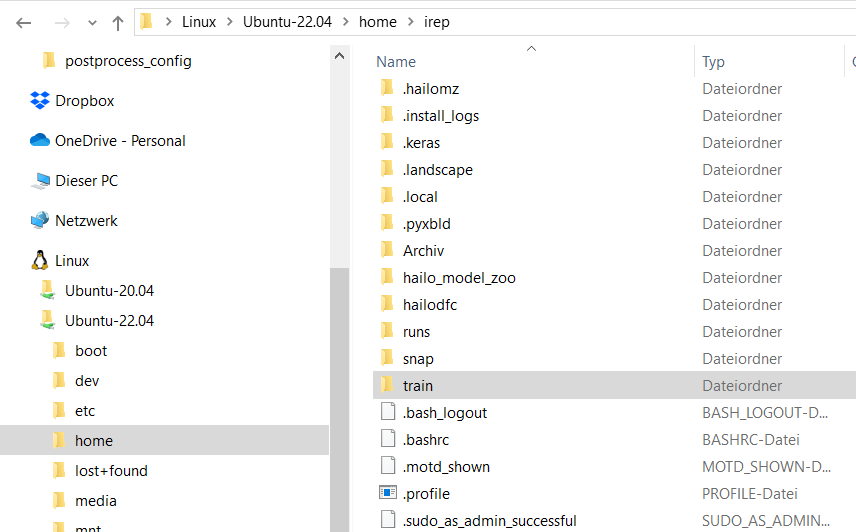 Linux > Ubuntu-22.04 > home > irep
postprocess_config
Dropbox
OneDrive - Personal
Dieser PC
Netzwerk
Linux
Ubuntu-20.04
Ubuntu-22.04
boot
dev
etc
home
lost+found
media
mnt
Name Typ
.hailomz Dateiordner
.install_logs Dateiordner
.keras Dateiordner
.landscape Dateiordner
.local Dateiordner
.pyxbld Dateiordner
Archiv Dateiordner
hailo_model_zoo Dateiordner
hailodfc Dateiordner
runs Dateiordner
snap Dateiordner
train Dateiordner
.bash_logout BASH_LOGOUT-D...
.bashrc BASHRC-Datei
.motd_shown MOTD_SHOWN-D...
.profile PROFILE-Datei
.sudo_as_admin_successful SUDO_AS_ADMIN...